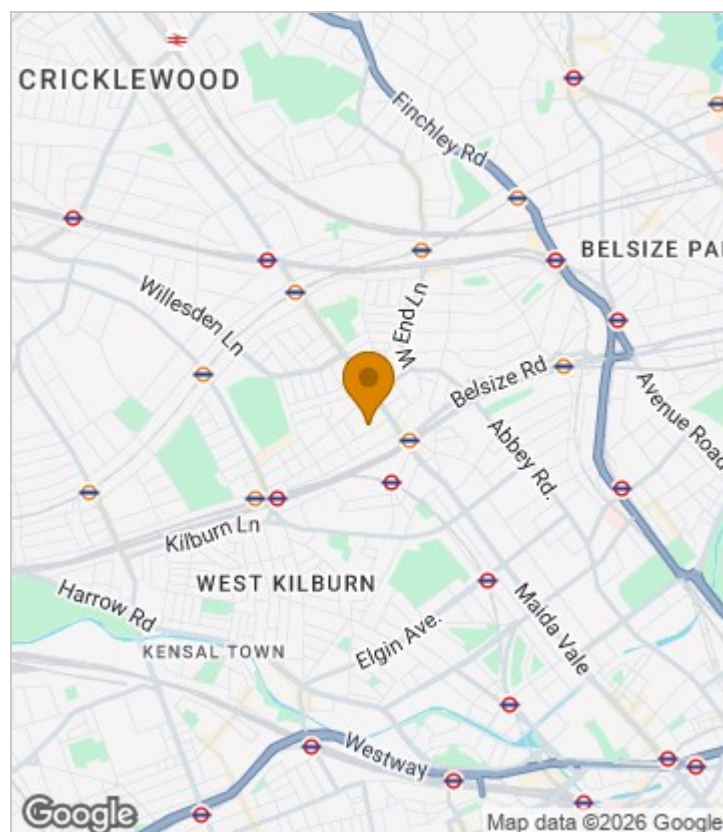 CRICKLEWOOD
Finchley Rd
BELSIZE PA
Willesden Ln
W End Ln
Belsize Rd
Avenue Road
Abbey Rd.
Kilburn Ln
WEST KILBURN
Harrow Rd
Maida Vale
Elgin Ave.
KENSAL TOWN
Westway
Google
Map data ©2026 Google